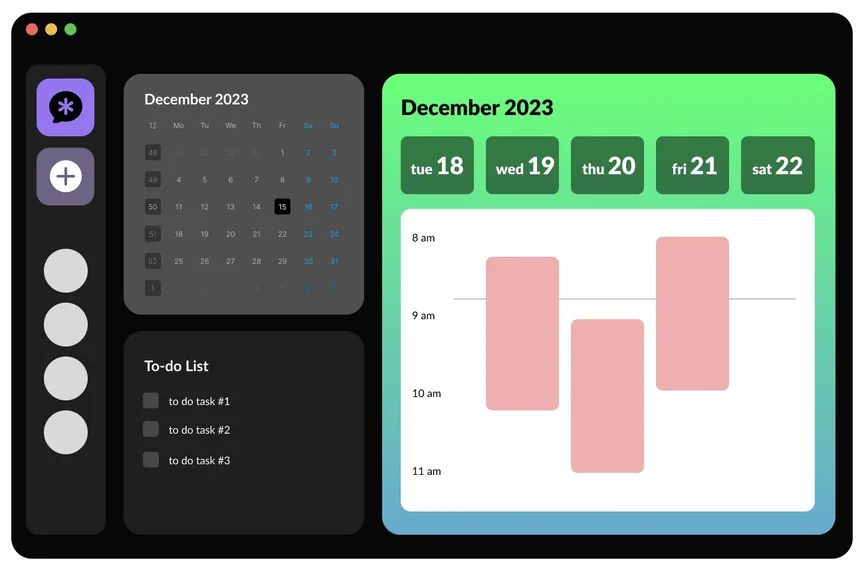 December 2023
12 Mo Tu We Th Fr Sa Su
48 27 28 29 30 1 2 3
49 4 5 6 7 8 9 10
50 11 12 13 14 15 16 17
51 18 19 20 21 22 23 24
52 25 26 27 28 29 30 31
1
To-do List
to do task #1
to do task #2
to do task #3
December 2023
tue 18 wed 19 thu 20 fri 21 sat 22
8 am
9 am
10 am
11 am